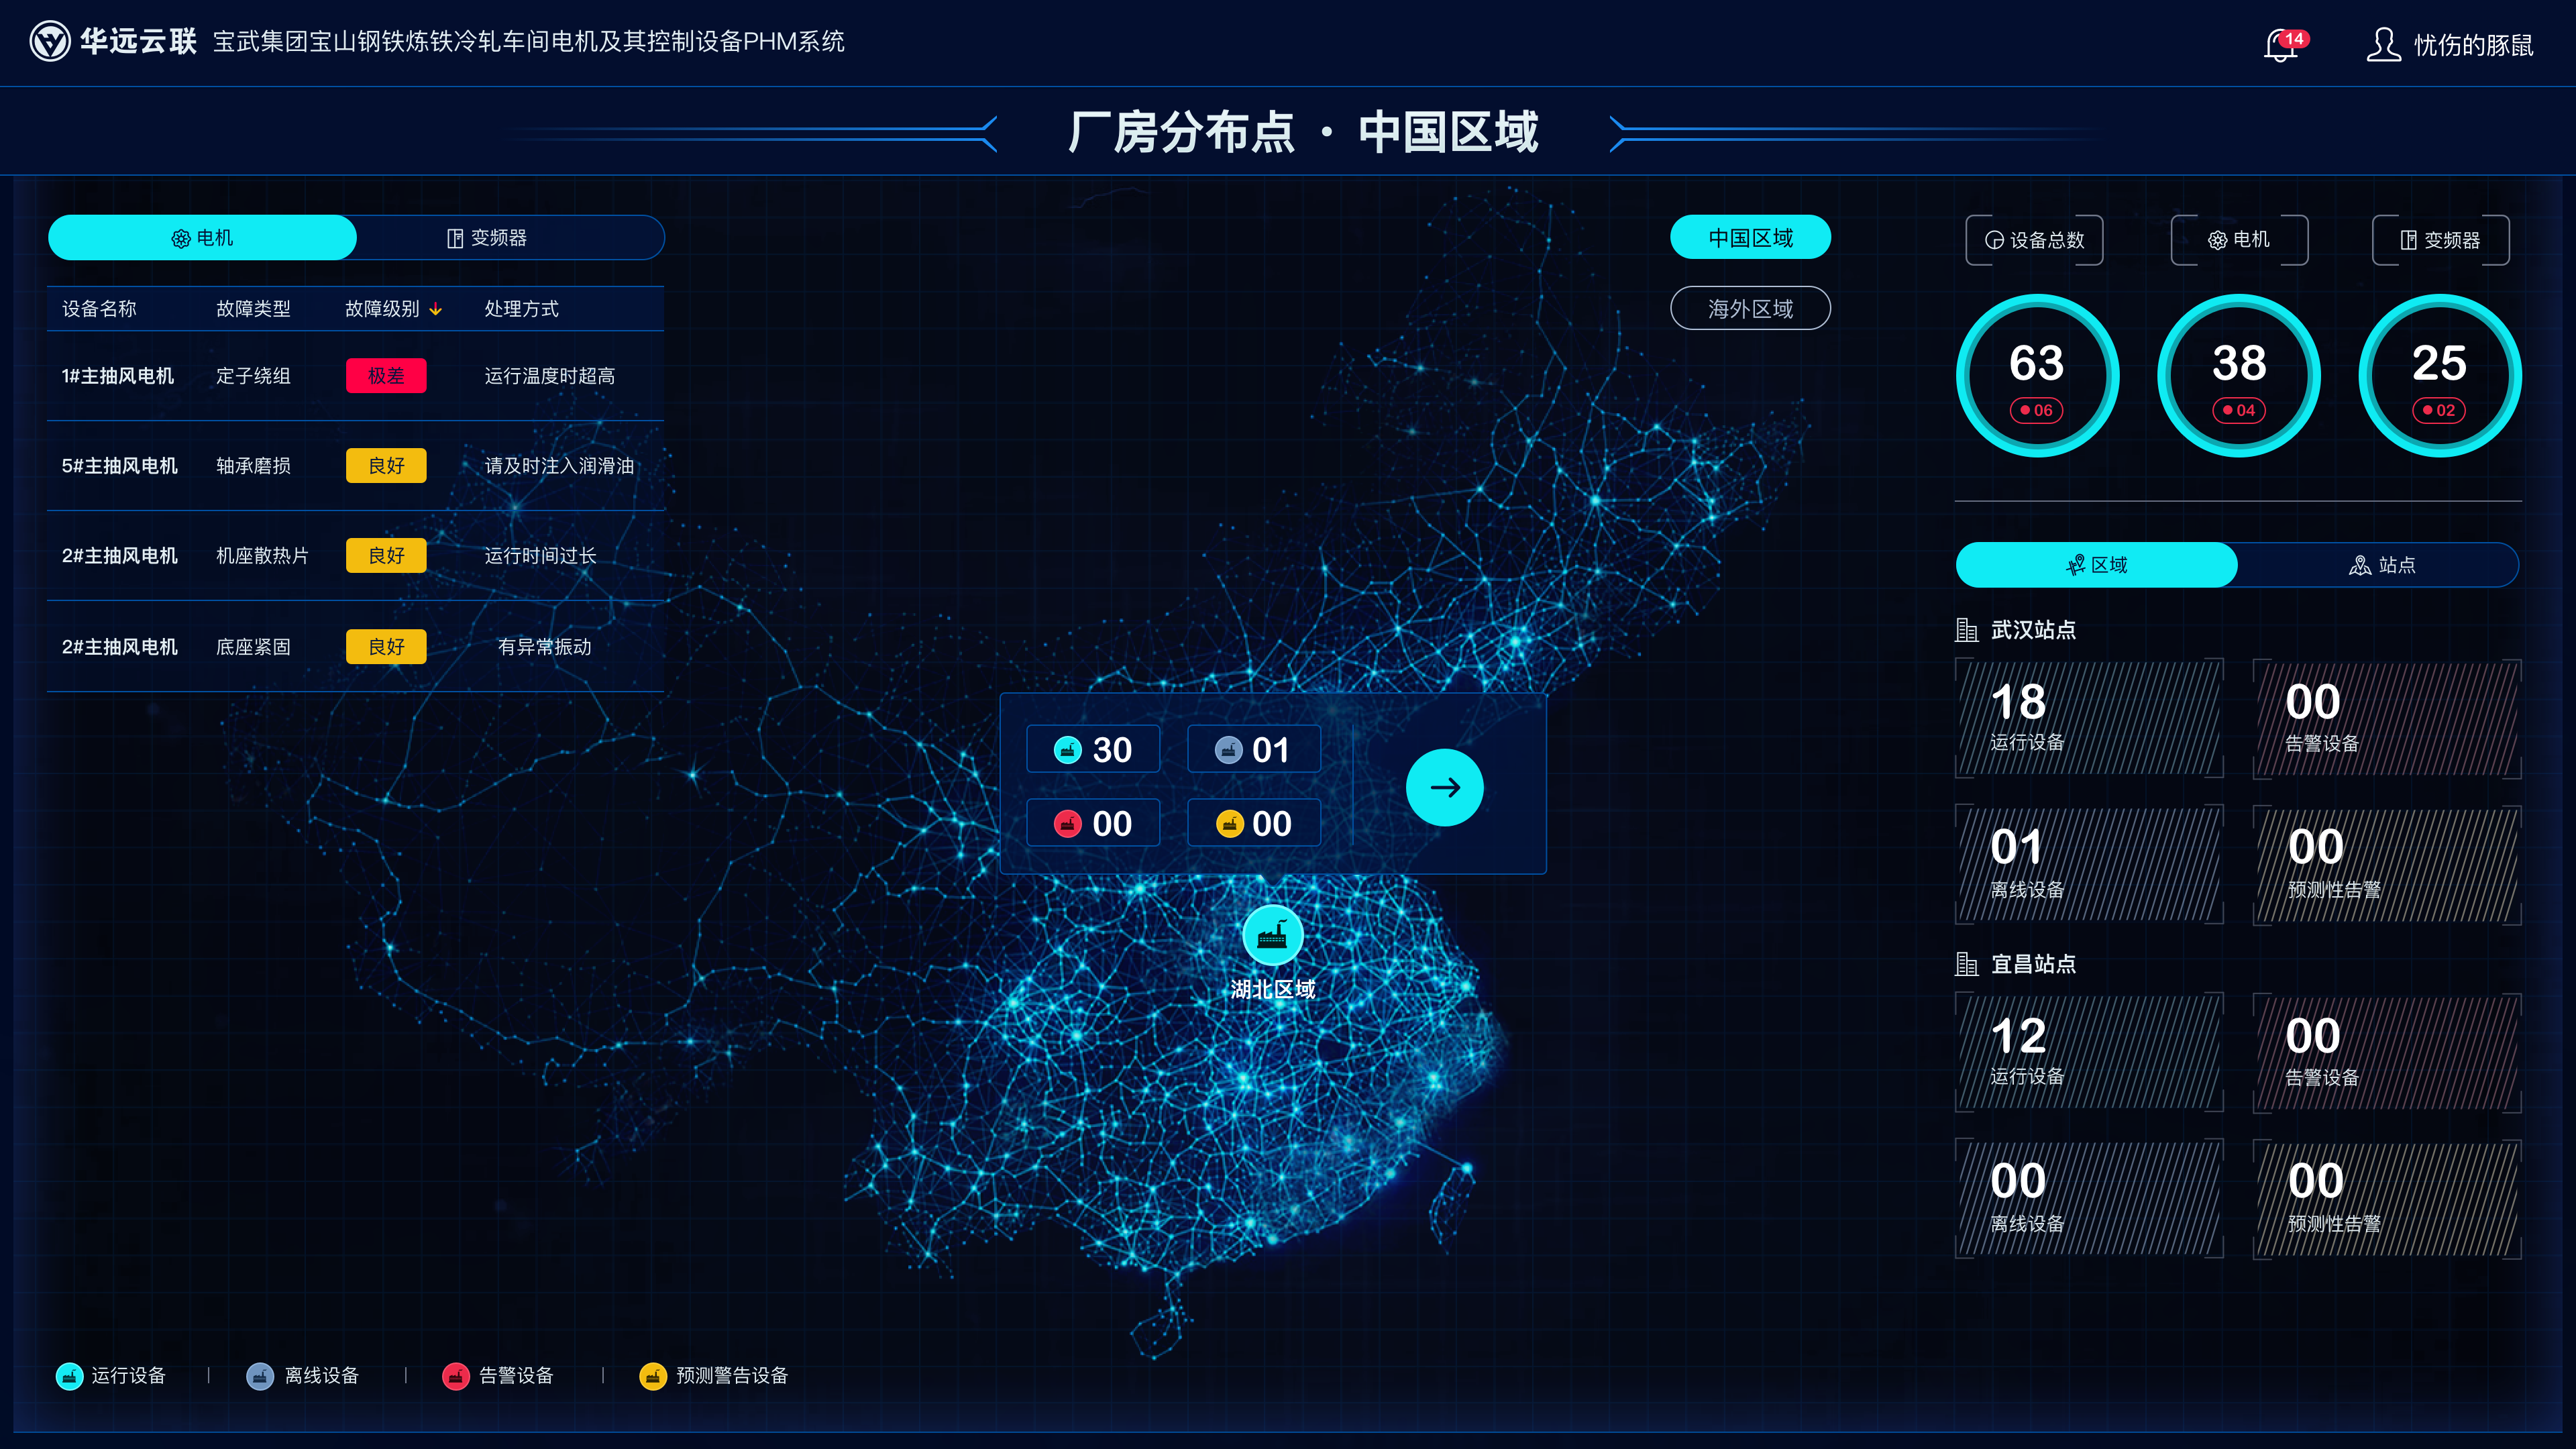 华远云联 宝武集团宝山钢铁炼铁冷轧车间电机及其控制设备PHM系统
14
忧伤的豚鼠
厂房分布点 · 中国区域
电机 变频器
设备名称 故障类型 故障级别 处理方式
1#主抽风电机 定子绕组 极差 运行温度时超高
5#主抽风电机 轴承磨损 良好 请及时注入润滑油
2#主抽风电机 机座散热片 良好 运行时间过长
2#主抽风电机 底座紧固 良好 有异常振动
中国区域
海外区域
30 01
00 00
湖北区域
设备总数 电机 变频器
63 38 25
06 04 02
区域 站点
武汉站点
18 00
运行设备 告警设备
01 00
离线设备 预测性告警
宜昌站点
12 00
运行设备 告警设备
00 00
离线设备 预测性告警
运行设备 离线设备 告警设备 预测警告设备